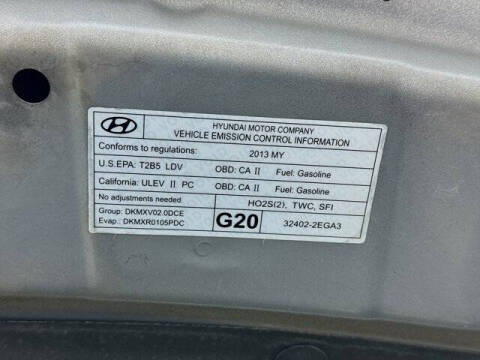 HYUNDAI MOTOR COMPANY
VEHICLE EMISSION CONTROL INFORMATION
Conforms to regulations: 2013 MY
U.S.EPA: T2B5 LDV OBD: CA II Fuel: Gasoline
California: ULEV II PC OBD: CA II Fuel: Gasoline
No adjustments needed HO2S(2), TWC, SFI
Group: DKMXV02.0DCE
Evap.: DKMXR0105PDC
G20 32402-2EGA3